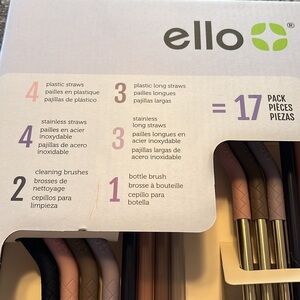 ello®
4 plastic straws
pailles en plastique
pajillas de plástico
3 plastic long straws
pailles longues
pajillas largas
4 stainless straws
pailles en acier
inoxydable
pajillas de acero
inoxidable
3 stainless
long straws
pailles longues en
acier inoxydable
pajillas largas de
acero inoxidable
2 cleaning brushes
brosses de
nettoyage
cepillos para
limpieza
1 bottle brush
brosse à bouteille
cepillo para
botella
= 17 PACK
PIÈCES
PIEZAS